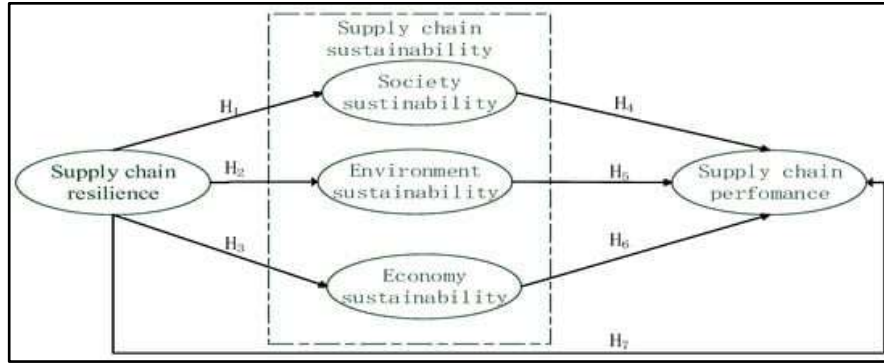 Supply chain
sustainability
Society
sustinability
H₁
H₄
Supply chain
resilience
H₂
Environment
sustainability
H₅
Supply chain
perfomance
H₃
Economy
sustainability
H₆
H₇